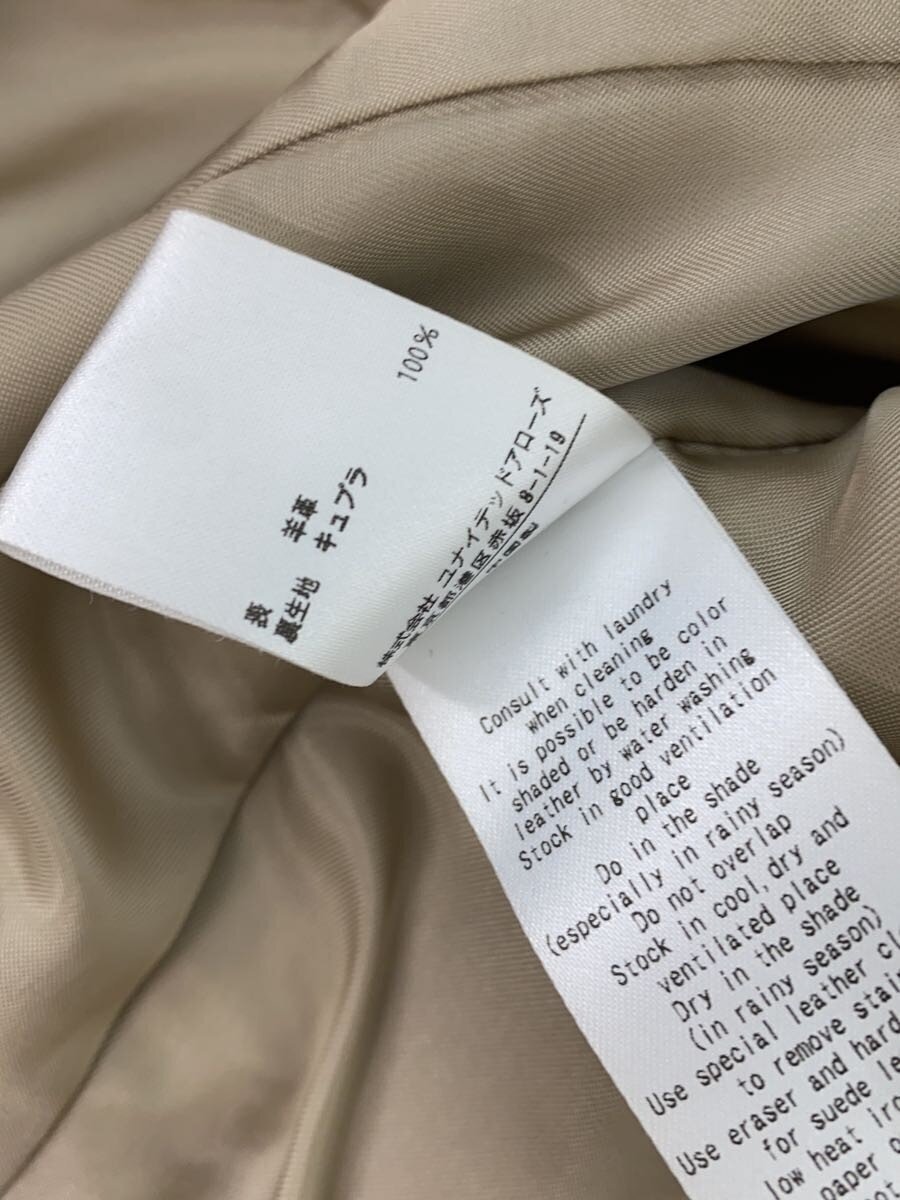 表 羊革
裏生地 キュプラ 100%
株式会社 ユナイテッドアローズ
東京都港区赤坂 8-1-19
Consult with laundry
when cleaning
It is possible to be color
shaded or be harden in
leather by water washing
Stock in good ventilation
place
Do in the shade
(especially in rainy season)
Do not overlap
Stock in cool, dry and
ventilated place
Dry in the shade
(in rainy season)
Use special leather
to remove
Use eraser and
for suede
low heat
paper